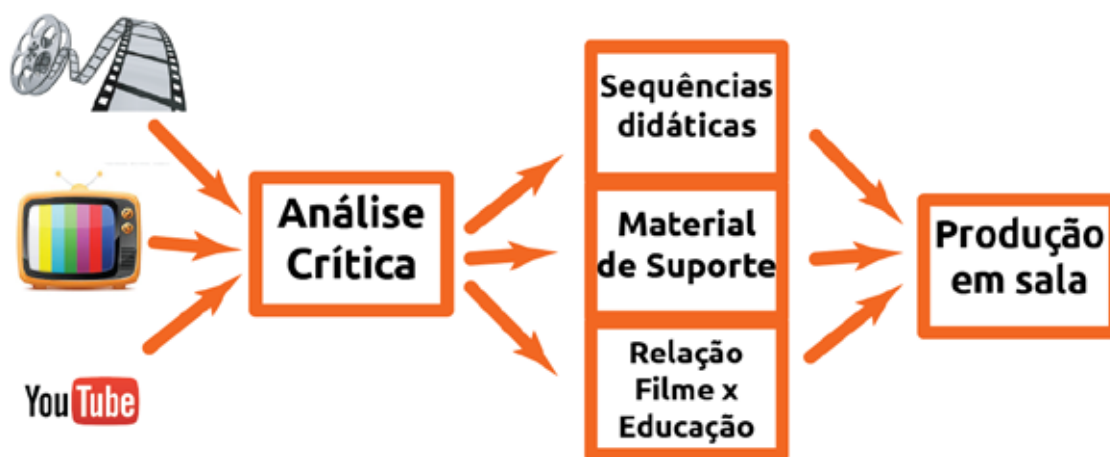 YouTube
Análise
Crítica
Sequências
didáticas
Material
de Suporte
Relação
Filme x
Educação
Produção
em sala